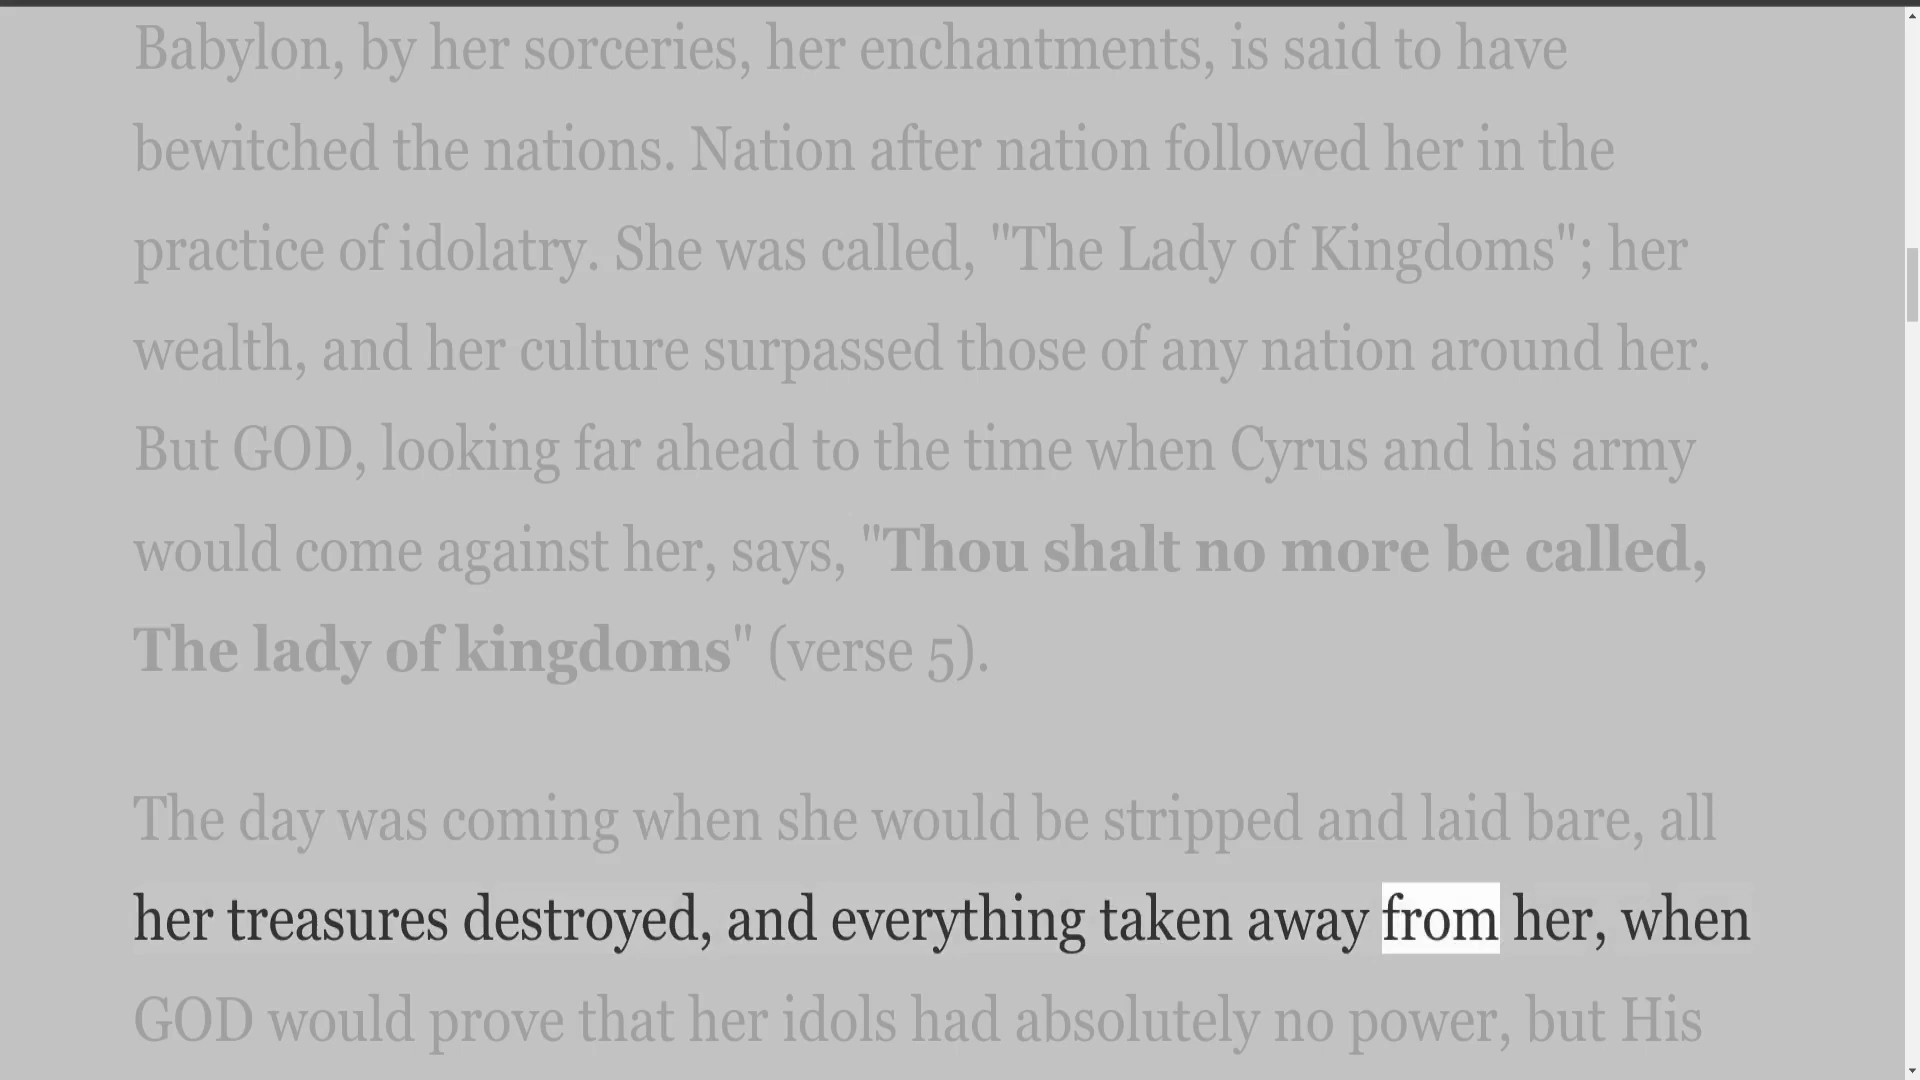 Babylon, by her sorceries, her enchantments, is said to have
bewitched the nations. Nation after nation followed her in the
practice of idolatry. She was called, "The Lady of Kingdoms"; her
wealth, and her culture surpassed those of any nation around her.
But GOD, looking far ahead to the time when Cyrus and his army
would come against her, says, "Thou shalt no more be called,
The lady of kingdoms" (verse 5).
The day was coming when she would be stripped and laid bare, all
her treasures destroyed, and everything taken away from her, when
GOD would prove that her idols had absolutely no power, but His